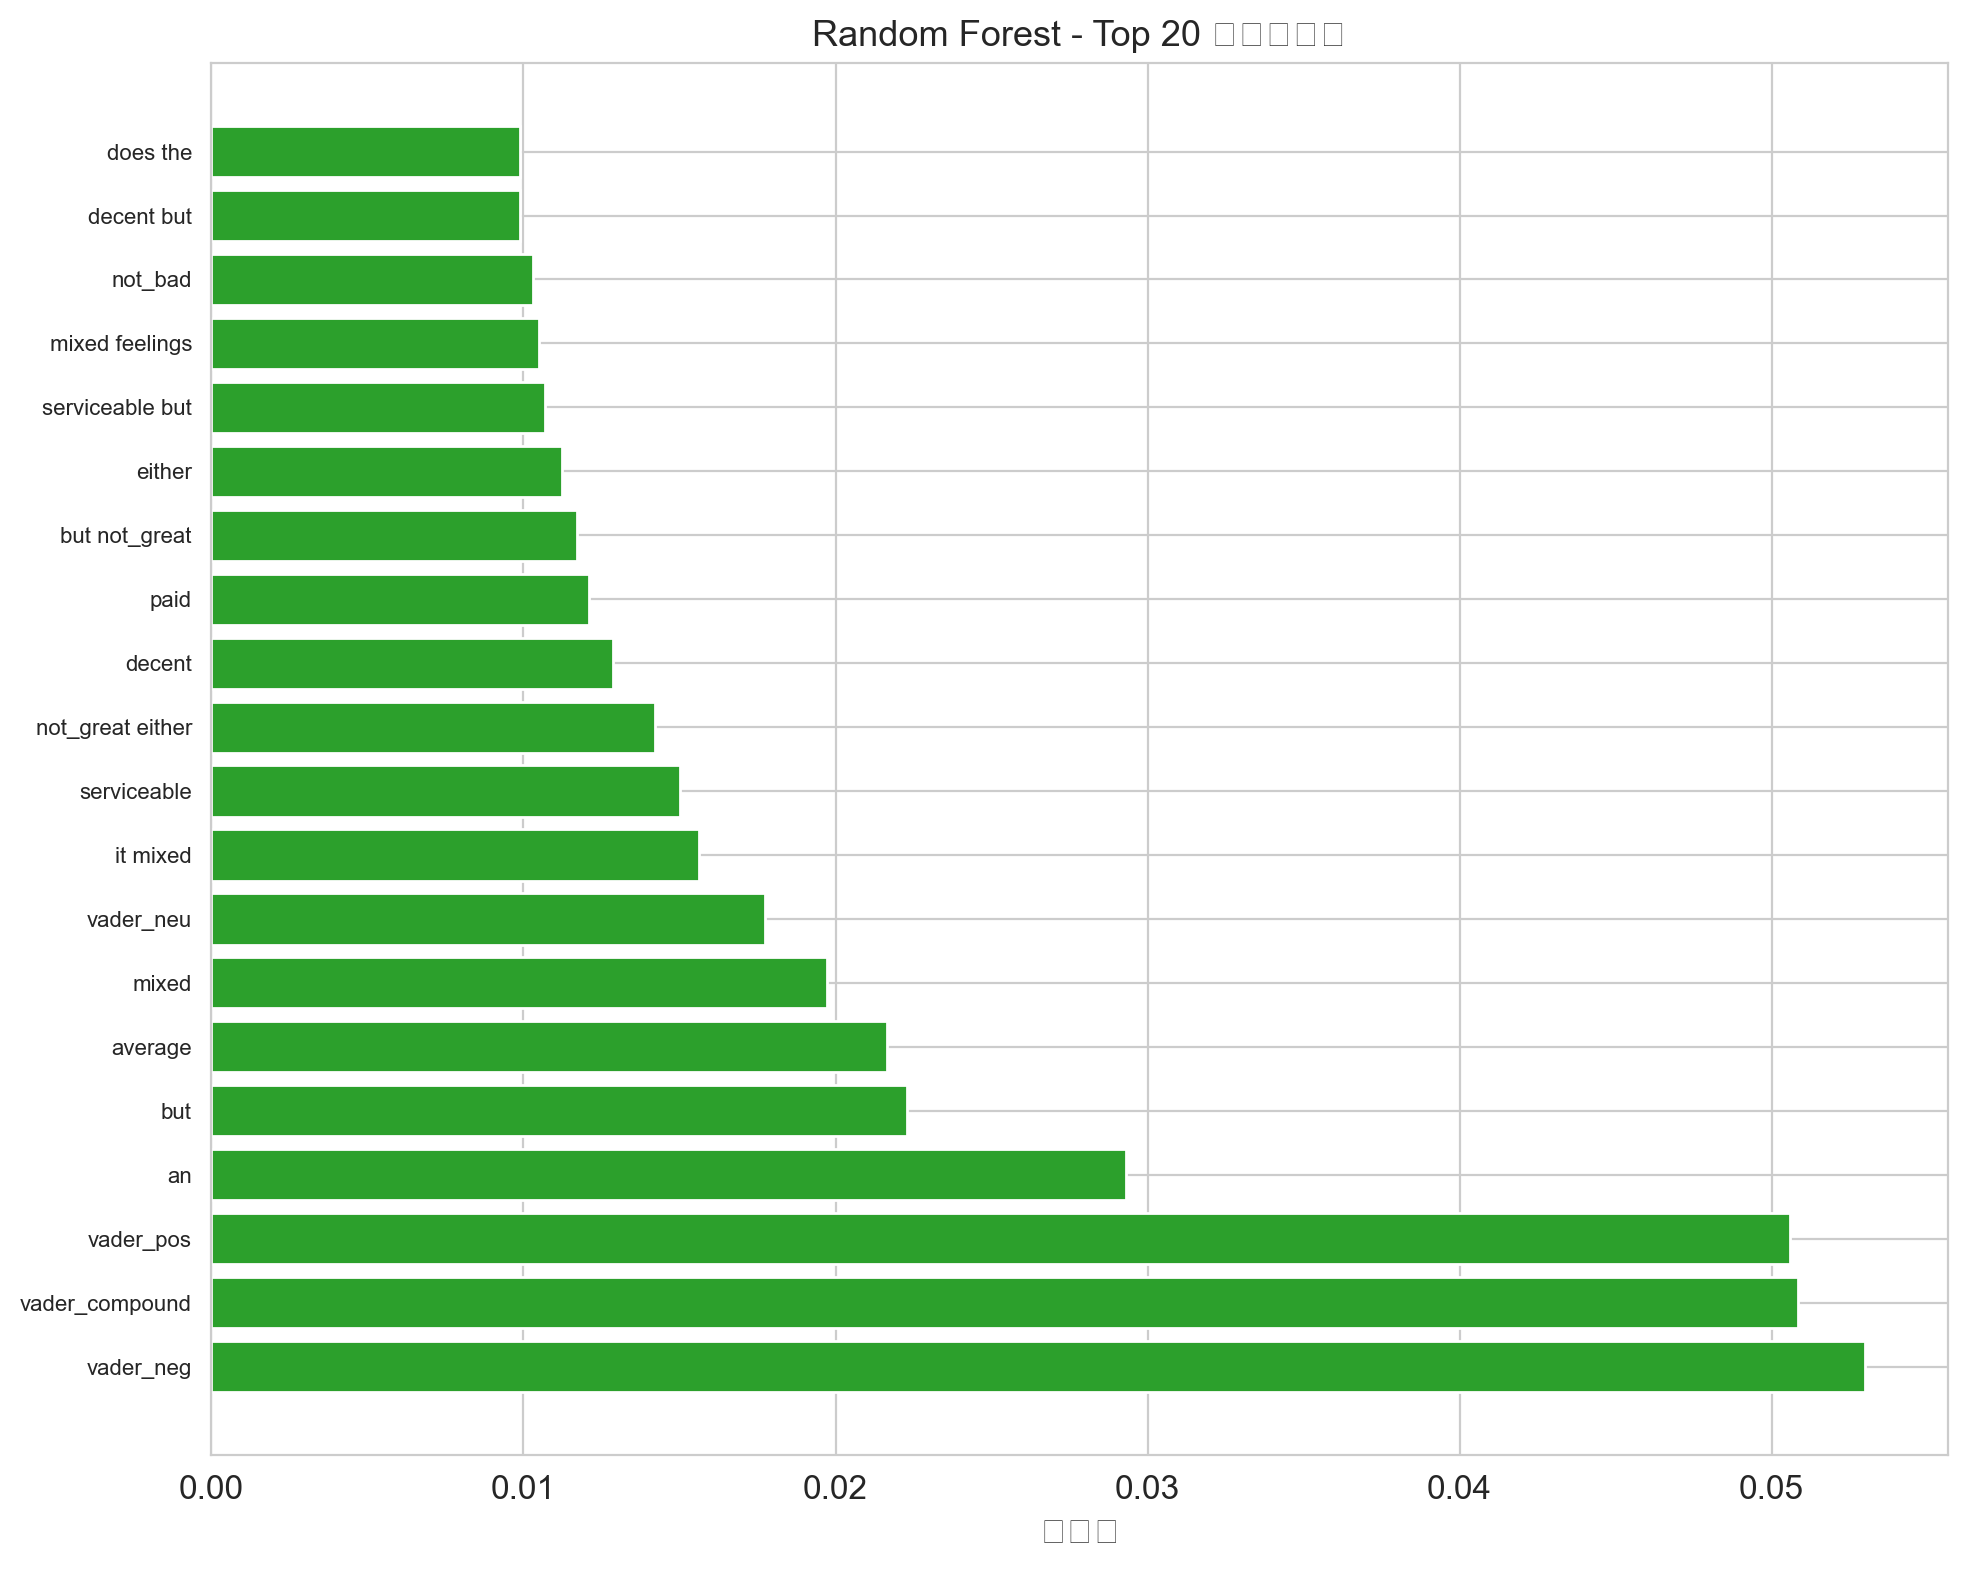 Random Forest - Top 20
does the
decent but
not_bad
mixed feelings
serviceable but
either
but not_great
paid
decent
not_great either
serviceable
it mixed
vader_neu
mixed
average
but
an
vader_pos
vader_compound
vader_neg
0.00 0.01 0.02 0.03 0.04 0.05